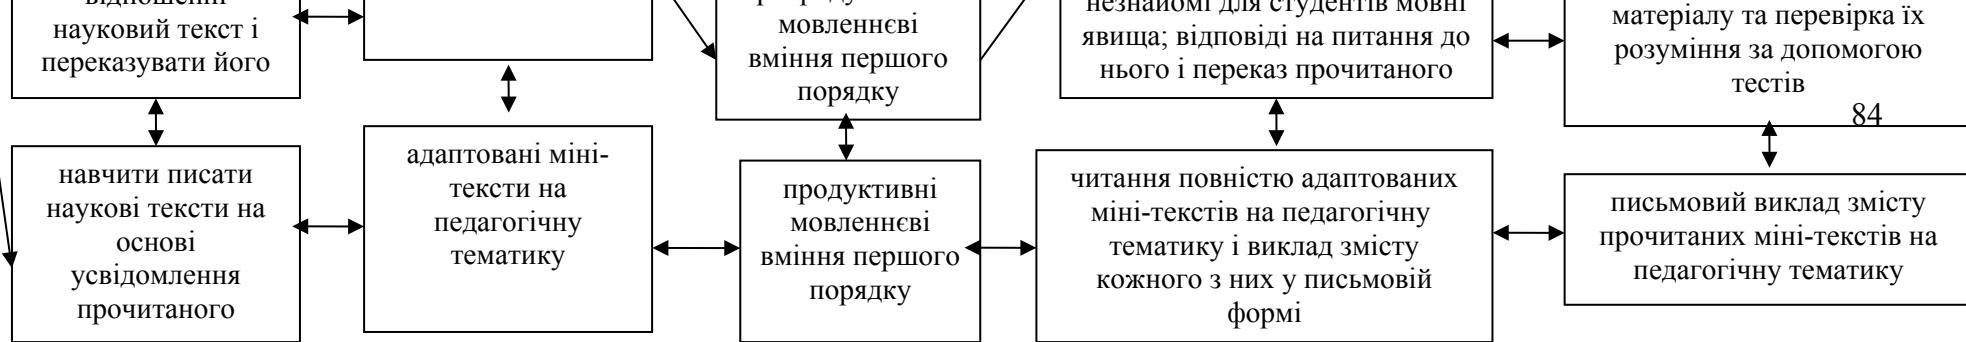 науковий текст і
переказувати його
мовленнєві
вміння першого
порядку
незнайомі для студентів мовні
явища; відповіді на питання до
нього і переказ прочитаного
матеріалу та перевірка їх
розуміння за допомогою
тестів
84
навчити писати
наукові тексти на
основі
усвідомлення
прочитаного
адаптовані міні-
тексти на
педагогічну
тематику
продуктивні
мовленнєві
вміння першого
порядку
читання повністю адаптованих
міні-текстів на педагогічну
тематику і виклад змісту
кожного з них у письмовій
формі
письмовий виклад змісту
прочитаних міні-текстів на
педагогічну тематику